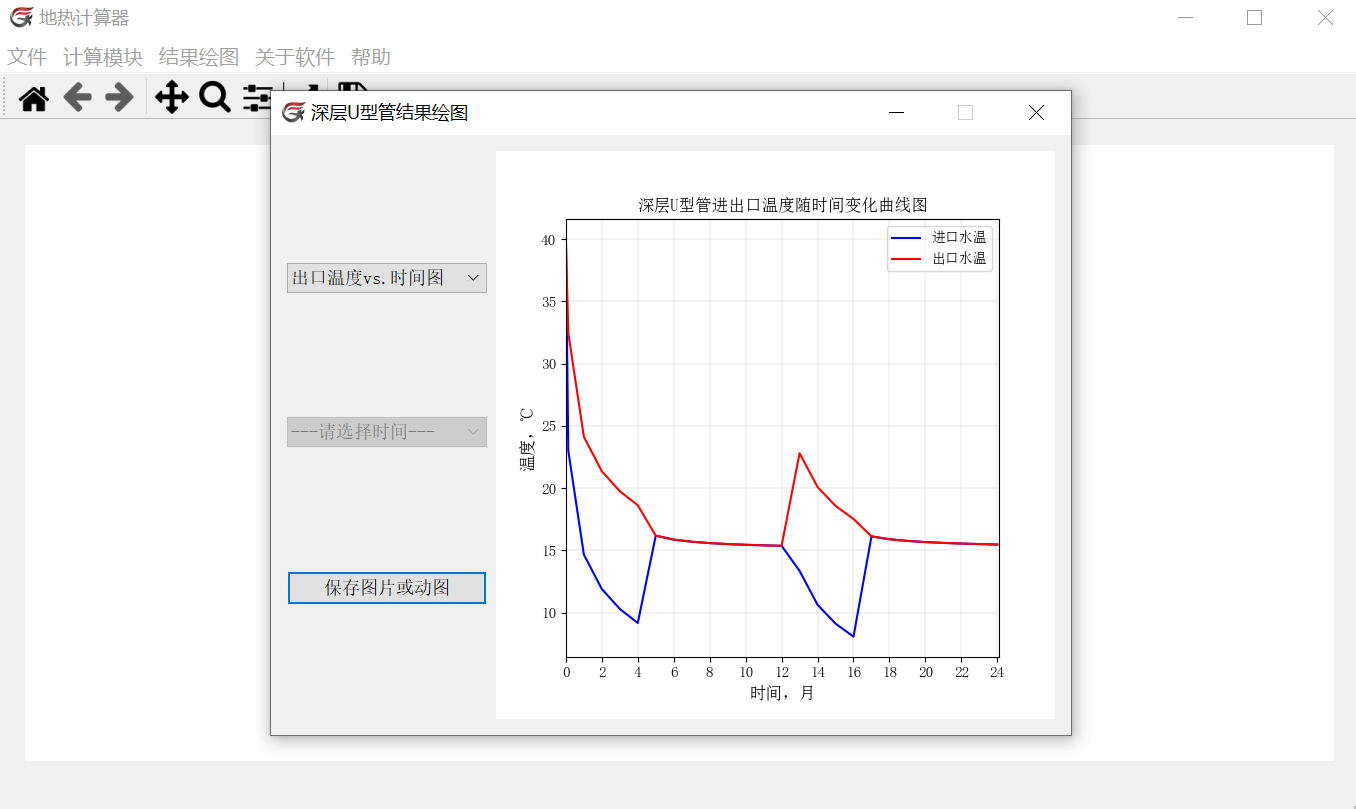 地热计算器
文件 计算模块 结果绘图 关于软件 帮助
深层U型管结果绘图
出口温度vs.时间图
---请选择时间---
保存图片或动图
深层U型管进出口温度随时间变化曲线图
进口水温
出口水温
40
35
30
25
20
15
10
温度，℃
0 2 4 6 8 10 12 14 16 18 20 22 24
时间，月